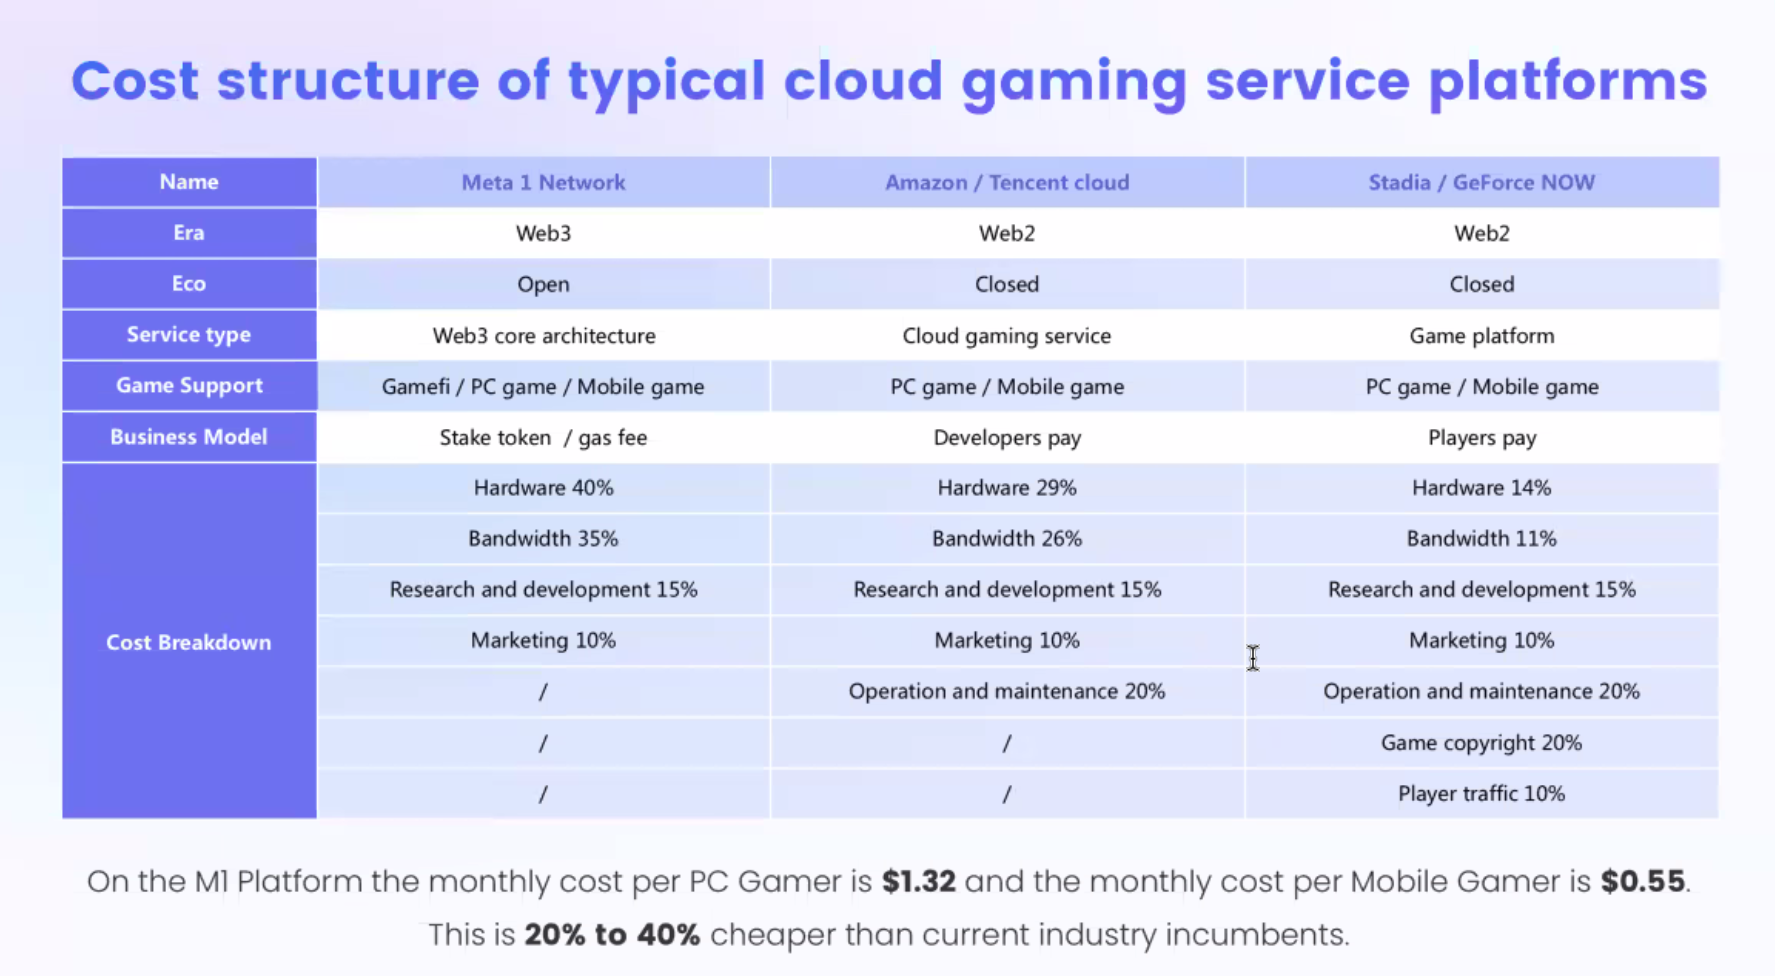 Cost structure of typical cloud gaming service platforms
Name Meta 1 Network Amazon / Tencent cloud Stadia / GeForce NOW
Era Web3 Web2 Web2
Eco Open Closed Closed
Service type Web3 core architecture Cloud gaming service Game platform
Game Support Gamefi / PC game / Mobile game PC game / Mobile game PC game / Mobile game
Business Model Stake token / gas fee Developers pay Players pay
Hardware 40% Hardware 29% Hardware 14%
Bandwidth 35% Bandwidth 26% Bandwidth 11%
Research and development 15% Research and development 15% Research and development 15%
Cost Breakdown Marketing 10% Marketing 10% Marketing 10%
/ Operation and maintenance 20% Operation and maintenance 20%
/ / Game copyright 20%
/ / Player traffic 10%
On the M1 Platform the monthly cost per PC Gamer is $1.32 and the monthly cost per Mobile Gamer is $0.55.
This is 20% to 40% cheaper than current industry incumbents.